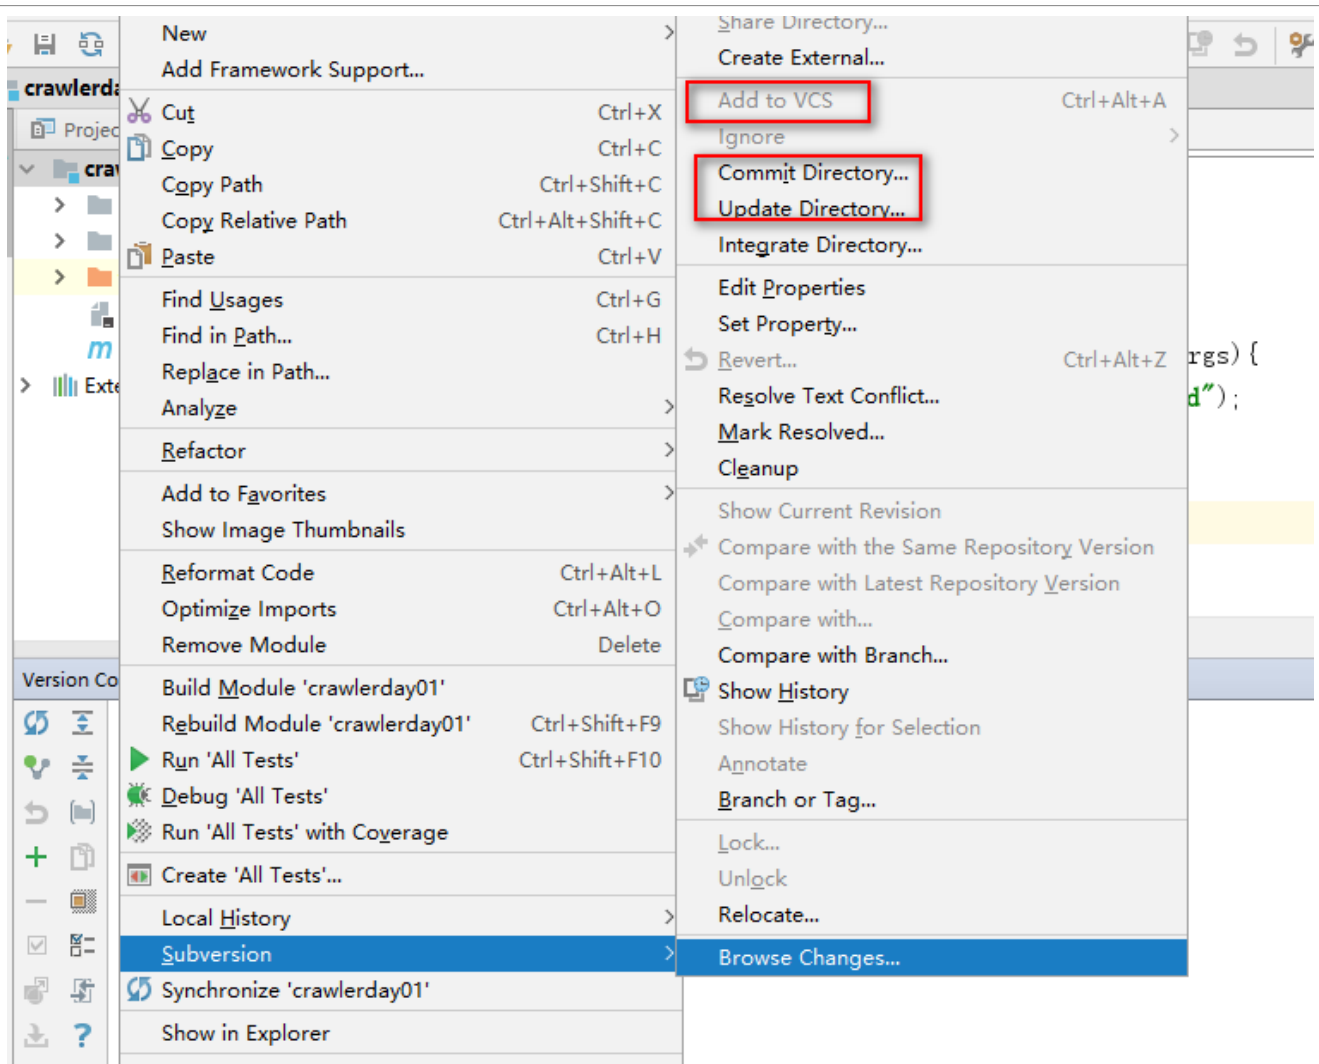 crawlerda
Projec
crav
Exte
Version Co
New
Add Framework Support...
Cut Ctrl+X
Copy Ctrl+C
Copy Path Ctrl+Shift+C
Copy Relative Path Ctrl+Alt+Shift+C
Paste Ctrl+V
Find Usages Ctrl+G
Find in Path... Ctrl+H
Replace in Path...
Analyze
Refactor
Add to Favorites
Show Image Thumbnails
Reformat Code Ctrl+Alt+L
Optimize Imports Ctrl+Alt+O
Remove Module Delete
Build Module 'crawlerday01'
Rebuild Module 'crawlerday01' Ctrl+Shift+F9
Run 'All Tests' Ctrl+Shift+F10
Debug 'All Tests'
Run 'All Tests' with Coverage
Create 'All Tests'...
Local History
Subversion
Synchronize 'crawlerday01'
Show in Explorer
Share Directory...
Create External...
Add to VCS Ctrl+Alt+A
Ignore
Commit Directory...
Update Directory...
Integrate Directory...
Edit Properties
Set Property...
Revert... Ctrl+Alt+Z
Resolve Text Conflict...
Mark Resolved...
Cleanup
Show Current Revision
Compare with the Same Repository Version
Compare with Latest Repository Version
Compare with...
Compare with Branch...
Show History
Show History for Selection
Annotate
Branch or Tag...
Lock...
Unlock
Relocate...
Browse Changes...
rgs){
d");